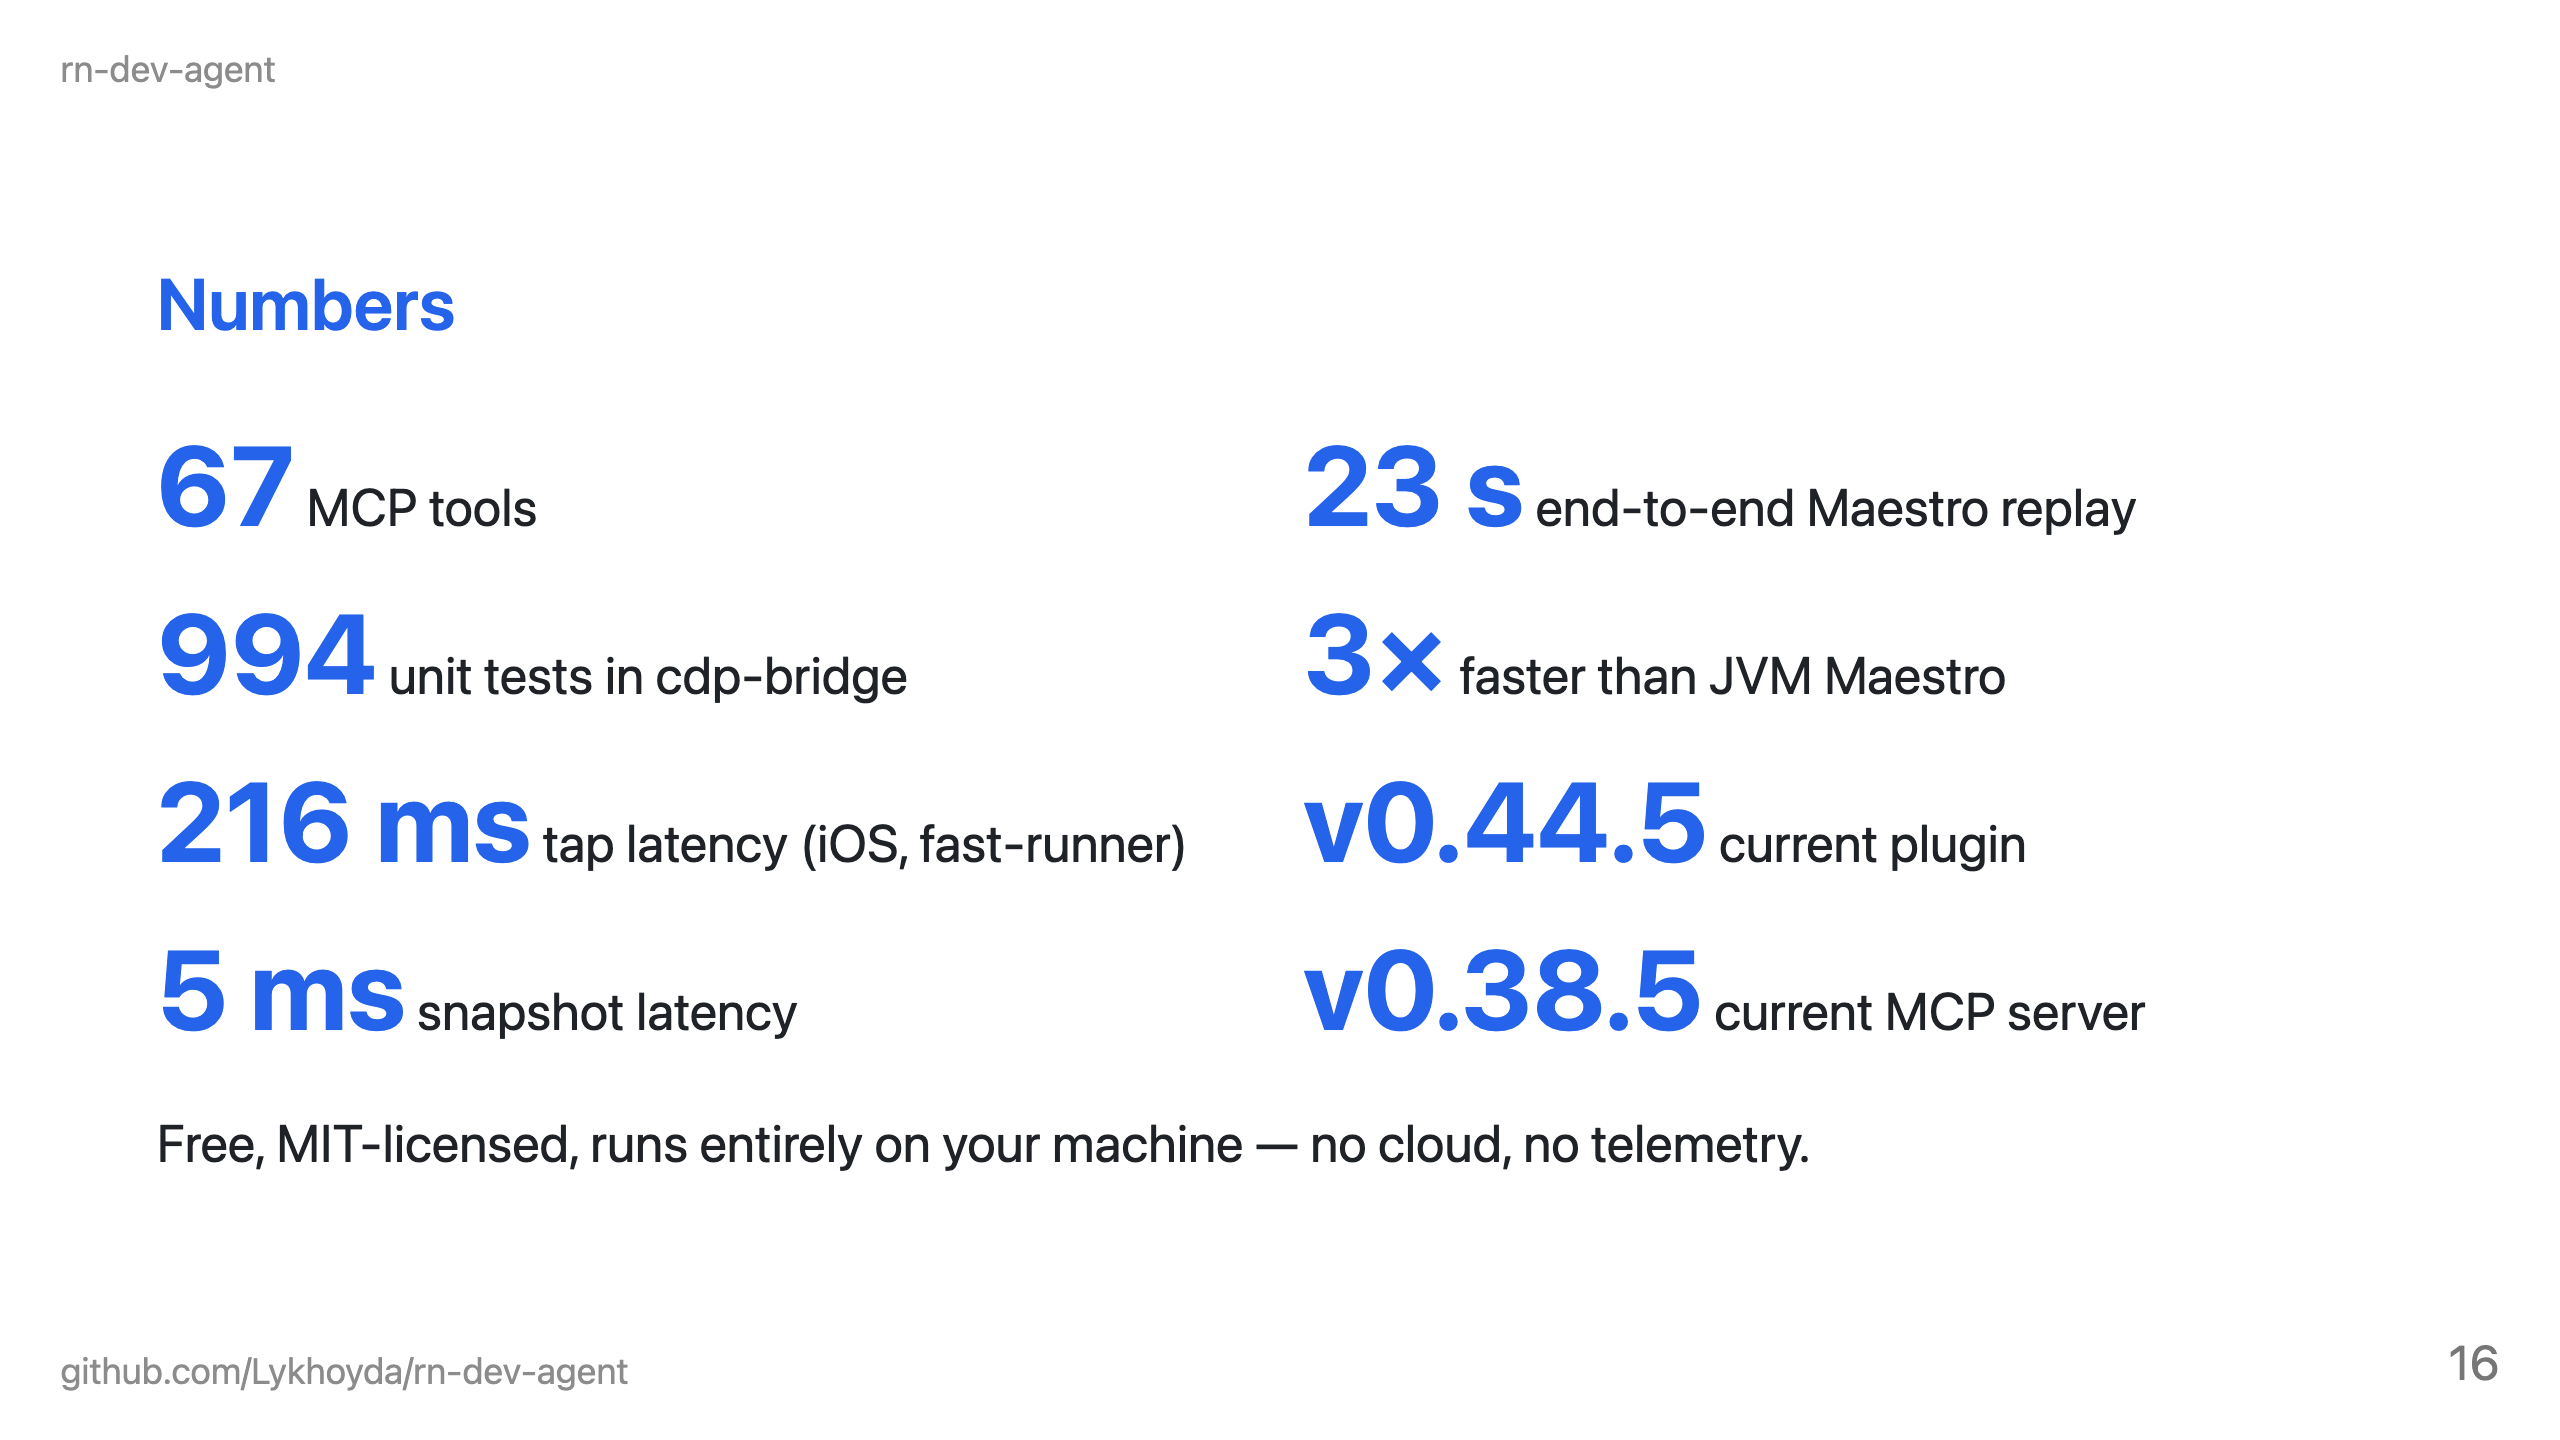 rn-dev-agent
Numbers
67 MCP tools
994 unit tests in cdp-bridge
216 ms tap latency (iOS, fast-runner)
5 ms snapshot latency
23 s end-to-end Maestro replay
3× faster than JVM Maestro
v0.44.5 current plugin
v0.38.5 current MCP server
Free, MIT-licensed, runs entirely on your machine — no cloud, no telemetry.
github.com/Lykhoyda/rn-dev-agent
16